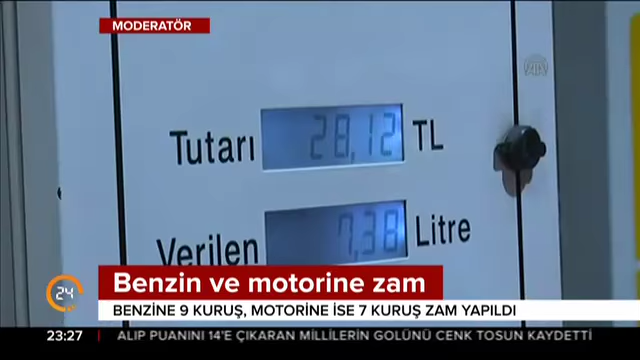 MODERATÖR
AA
Tutarı 28,12 TL
Verilen 7,38 Litre
24
Benzin ve motorine zam
BENZİNE 9 KURUŞ, MOTORİNE İSE 7 KURUŞ ZAM YAPILDI
23:27 ALIP PUANINI 14'E ÇIKARAN MİLLİLERİN GOLÜNÜ CENK TOSUN KAYDETTİ